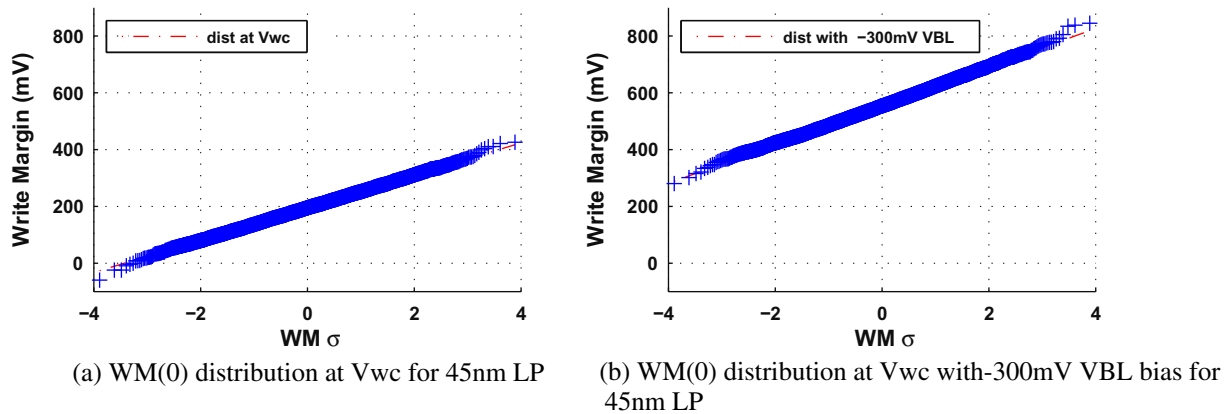 dist at Vwc
800
600
400
200
0
Write Margin (mV)
−4
−2
0
2
4
WM σ
(a) WM(0) distribution at Vwc for 45nm LP
dist with −300mV VBL
800
600
400
200
0
Write Margin (mV)
−4
−2
0
2
4
WM σ
(b) WM(0) distribution at Vwc with-300mV VBL bias for
45nm LP